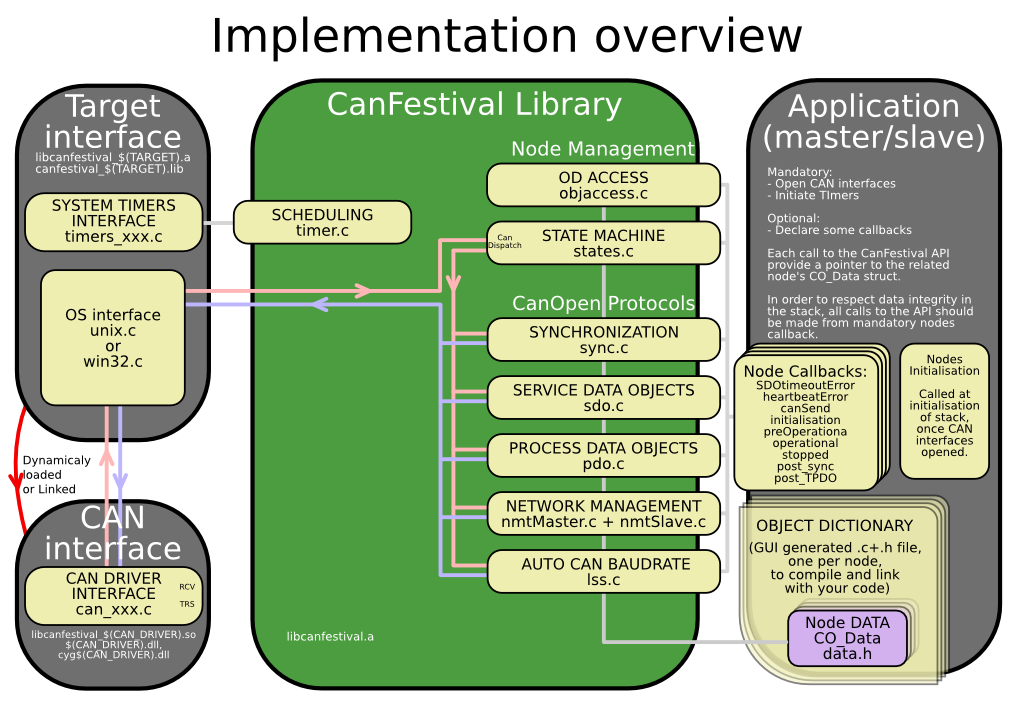 Implementation overview
Target
interface
libcanfestival_$(TARGET).a
canfestival_$(TARGET).lib
SYSTEM TIMERS
INTERFACE
timers_xxx.c
OS interface
unix.c
or
win32.c
Dynamicaly
loaded
or Linked
CAN
interface
CAN DRIVER
INTERFACE
can_xxx.c
RCV
TRS
libcanfestival_$(CAN_DRIVER).so
$(CAN_DRIVER).dll,
cyg$(CAN_DRIVER).dll
CanFestival Library
SCHEDULING
timer.c
Node Management
OD ACCESS
objaccess.c
Can
Dispatch
STATE MACHINE
states.c
CanOpen Protocols
SYNCHRONIZATION
sync.c
SERVICE DATA OBJECTS
sdo.c
PROCESS DATA OBJECTS
pdo.c
NETWORK MANAGEMENT
nmtMaster.c + nmtSlave.c
AUTO CAN BAUDRATE
lss.c
libcanfestival.a
Application
(master/slave)
Mandatory:
- Open CAN interfaces
- Initiate TImers
Optional:
- Declare some callbacks
Each call to the CanFestival API
provide a pointer to the related
node's CO_Data struct.
In order to respect data integrity in
the stack, all calls to the API should
be made from mandatory nodes
callback.
Node Callbacks:
SDOtimeoutError
heartbeatError
canSend
initialisation
preOperationa
operational
stopped
post_sync
post_TPDO
Nodes
Initialisation
Called at
initialisation
of stack,
once CAN
interfaces
opened.
OBJECT DICTIONARY
(GUI generated .c+.h file,
one per node,
to compile and link
with your code)
Node DATA
CO_Data
data.h